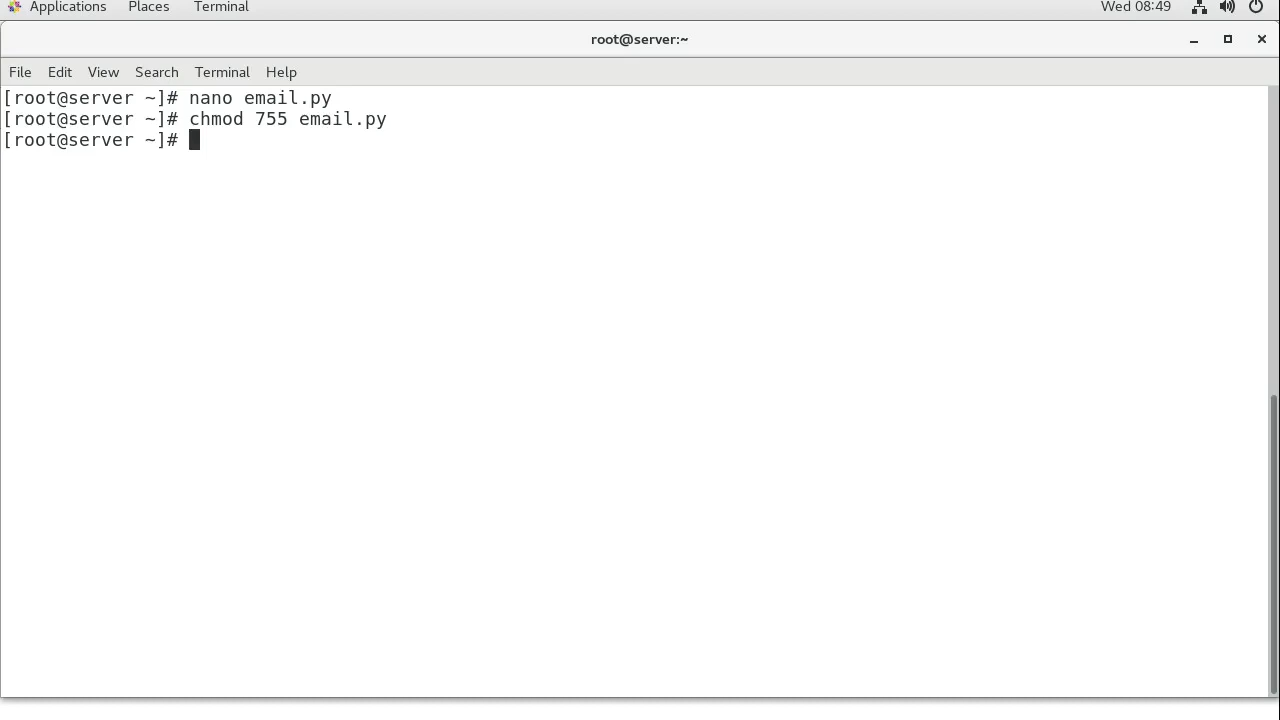 Applications Places Terminal Wed 08:49
root@server:~
File Edit View Search Terminal Help
[root@server ~]# nano email.py
[root@server ~]# chmod 755 email.py
[root@server ~]#